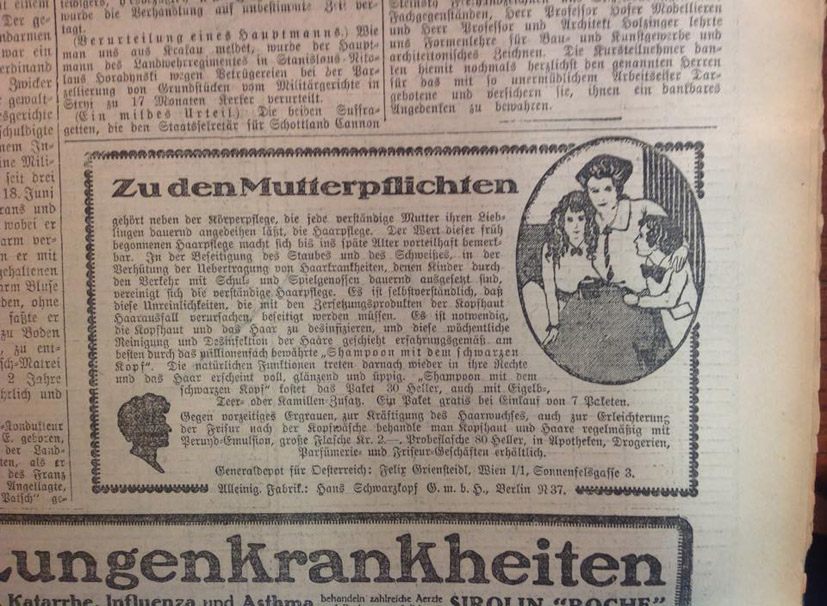 wurde die Verhandlung auf unbestimmte Zeit ver-
tagt.
(Verurteilung eines Hauptmanns.) Wie
man uns aus Krakau meldet, wurde der Haupt-
mann des Landwehrregimentes in Stanislau Niko-
laus wegen Betrügereien bei der Par-
zellierung von Grundstücken vom Militärgerichte in
Stryj zu 17 Monaten Kerker verurteilt.
(Ein mildes Urteil.) Die beiden Suffra-
getten, die den Staatssekretär für Schottland Cannon
Fachgegenständen, Herr Professor Hofer Modellieren
und Herr Professor und Architekt Holzinger lehrte
uns Formenlehre für Bau- und Kunstgewerbe und
architektonisches Zeichnen. Die Kursteilnehmer dan-
ken hiemit nochmals herzlichst den genannten Herren
für das mit so unermüdlichem Arbeitseifer Dar-
gebotene und versichern sie, ihnen ein dankbares
Angedenken zu bewahren.
Zu den Mutterpflichten
gehört neben der Körperpflege, die jede verständige Mutter ihren Lieb-
lingen dauernd angedeihen läßt, die Haarpflege. Der Wert dieser früh
begonnenen Haarpflege macht sich bis ins späte Alter vorteilhaft bemerk-
bar. In der Beseitigung des Staubes und des Schweißes, in der
Verhütung der Uebertragung von Haarkrankheiten, denen Kinder durch
den Verkehr mit Schul- und Spielgenossen dauernd ausgesetzt sind,
vereinigt sich die verständige Haarpflege. Es ist selbstverständlich, daß
diese Unreinlichkeiten, die mit den Zersetzungsprodukten der Kopfhaut
Haarausfall verursachen, beseitigt werden müssen. Es ist notwendig,
die Kopfhaut und das Haar zu desinfizieren, und diese wöchentliche
Reinigung und Desinfektion der Haare geschieht erfahrungsgemäß am
besten durch das millionenfach bewährte „Shampoon mit dem schwarzen
Kopf“. Die natürlichen Funktionen treten darnach wieder in ihre Rechte
und das Haar erscheint voll, glänzend und üppig. „Shampoon mit dem
schwarzen Kopf“ kostet das Paket 30 Heller, auch mit Eigelb-,
Teer- oder Kamillen-Zusatz. Ein Paket gratis bei Einkauf von 7 Paketen.
Gegen vorzeitiges Ergrauen, zur Kräftigung des Haarwuchses, auch zur Erleichterung
der Frisur nach der Kopfwäsche behandle man Kopfhaut und Haare regelmäßig mit
Peruyd-Emulsion, große Flasche Kr. 2.—. Probeflasche 80 Heller, in Apotheken, Drogerien,
Parfümerie- und Friseur-Geschäften erhältlich.
Generaldepot für Oesterreich: Felix Griensteidl, Wien 1/1, Sonnenfelsgasse 3.
Alleinig. Fabrik.: Hans Schwarzkopf G. m. b. H., Berlin N 37.
Lungenkrankheiten
Katarrhe, Influenza und Asthma behandeln zahlreiche Aerzte SIROLIN "ROCHE"